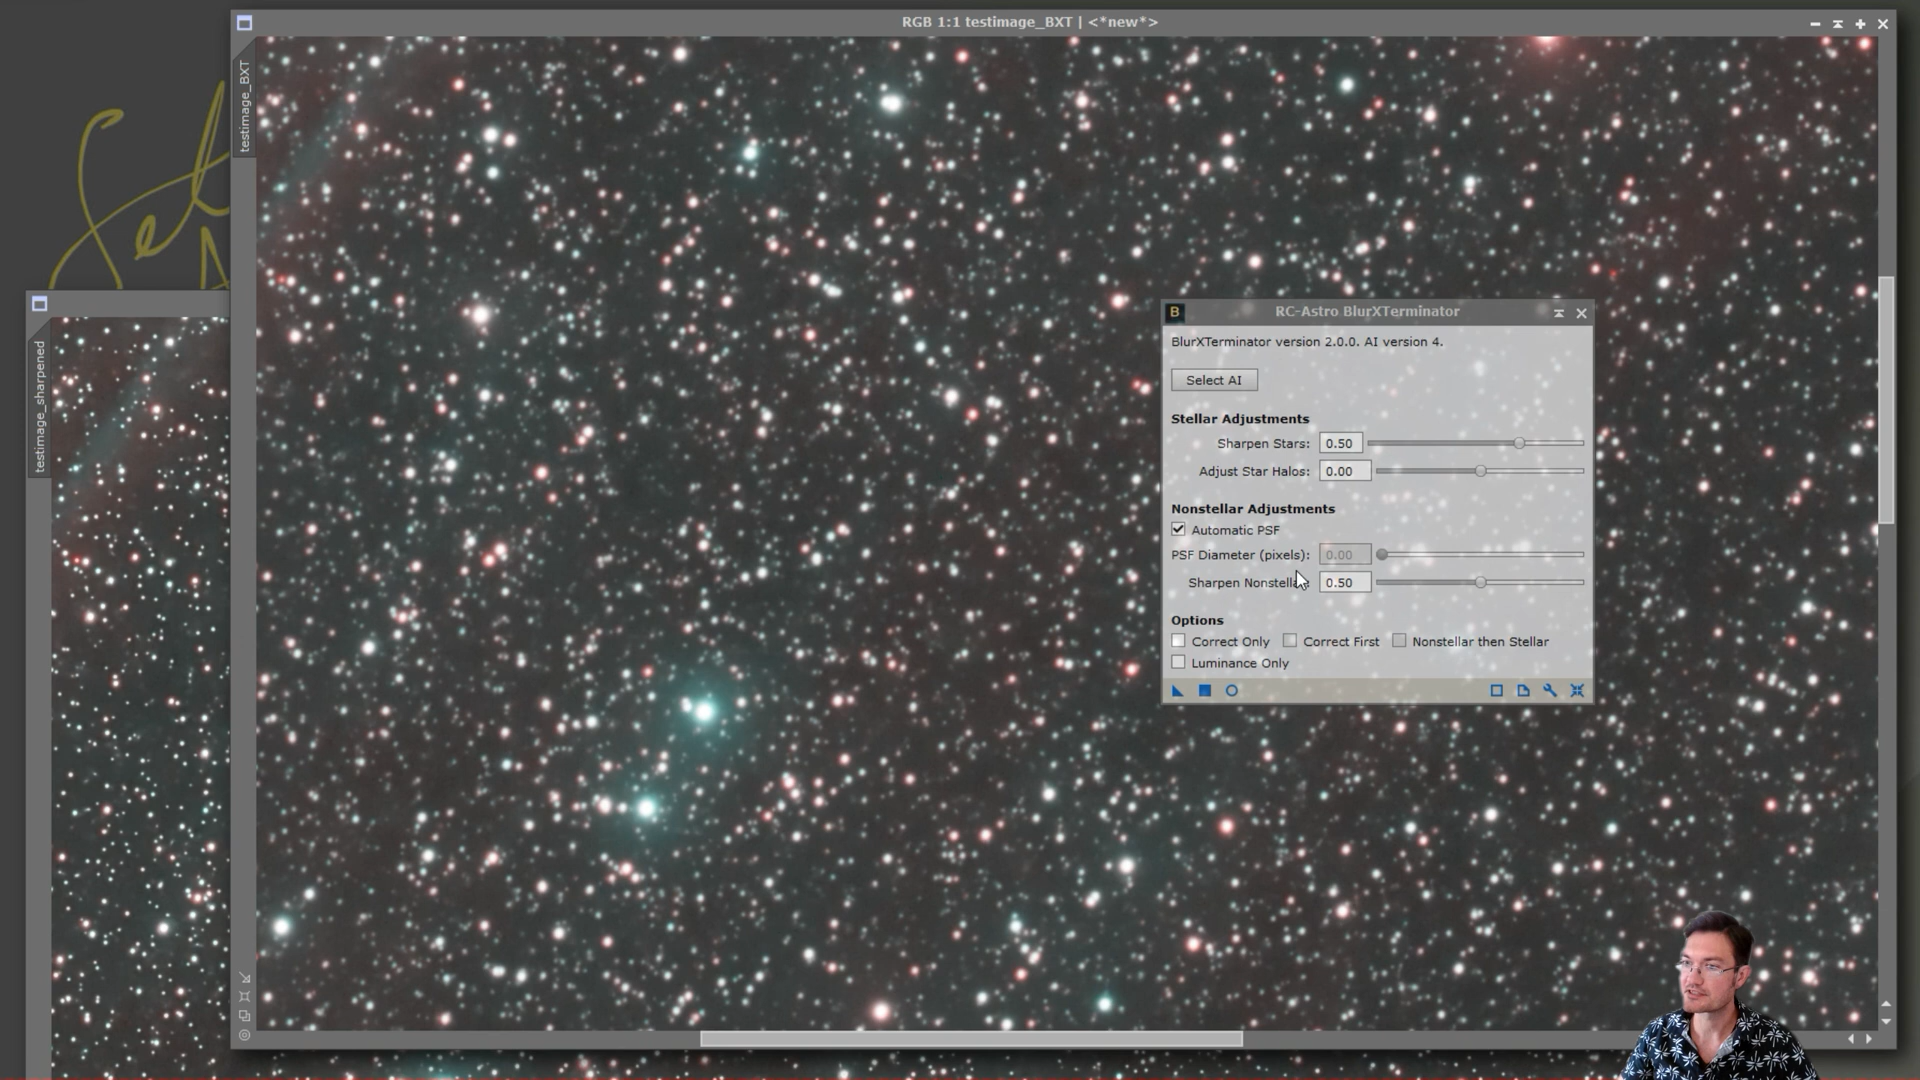 RGB 1:1 testimage_BXT | <*new*>
testimage_BXT
Set
testimage_sharpened
B
RC-Astro BlurXTerminator
BlurXTerminator version 2.0.0. AI version 4.
Select AI
Stellar Adjustments
Sharpen Stars: 0.50
Adjust Star Halos: 0.00
Nonstellar Adjustments
Automatic PSF
PSF Diameter (pixels): 0.00
Sharpen Nonstella 0.50
Options
Correct Only Correct First Nonstellar then Stellar
Luminance Only